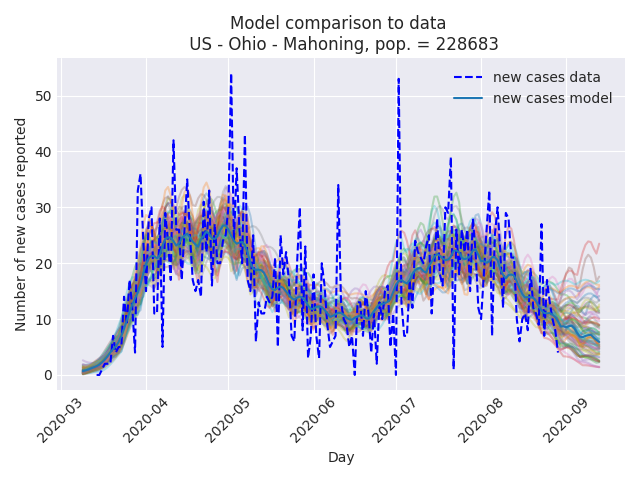 Model comparison to data
US - Ohio - Mahoning, pop. = 228683
new cases data
new cases model
Number of new cases reported
50
40
30
20
10
0
2020-03
2020-04
2020-05
2020-06
2020-07
2020-08
2020-09
Day